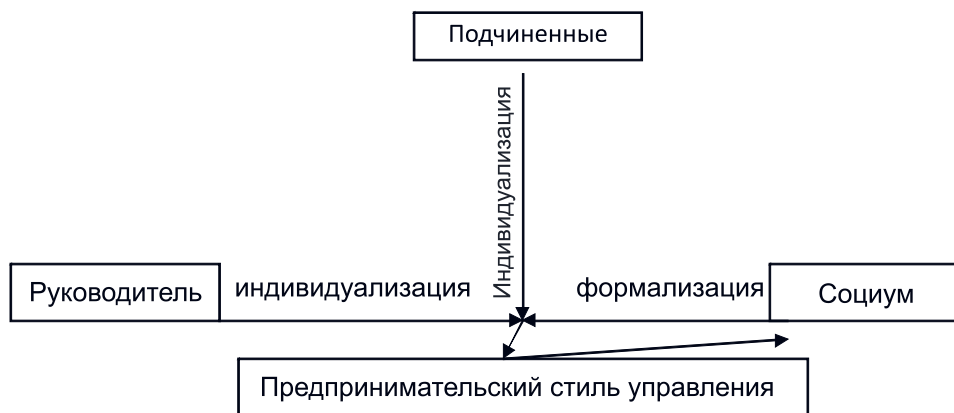 Подчиненные
Индивидуализация
Руководитель
индивидуализация
формализация
Социум
Предпринимательский стиль управления